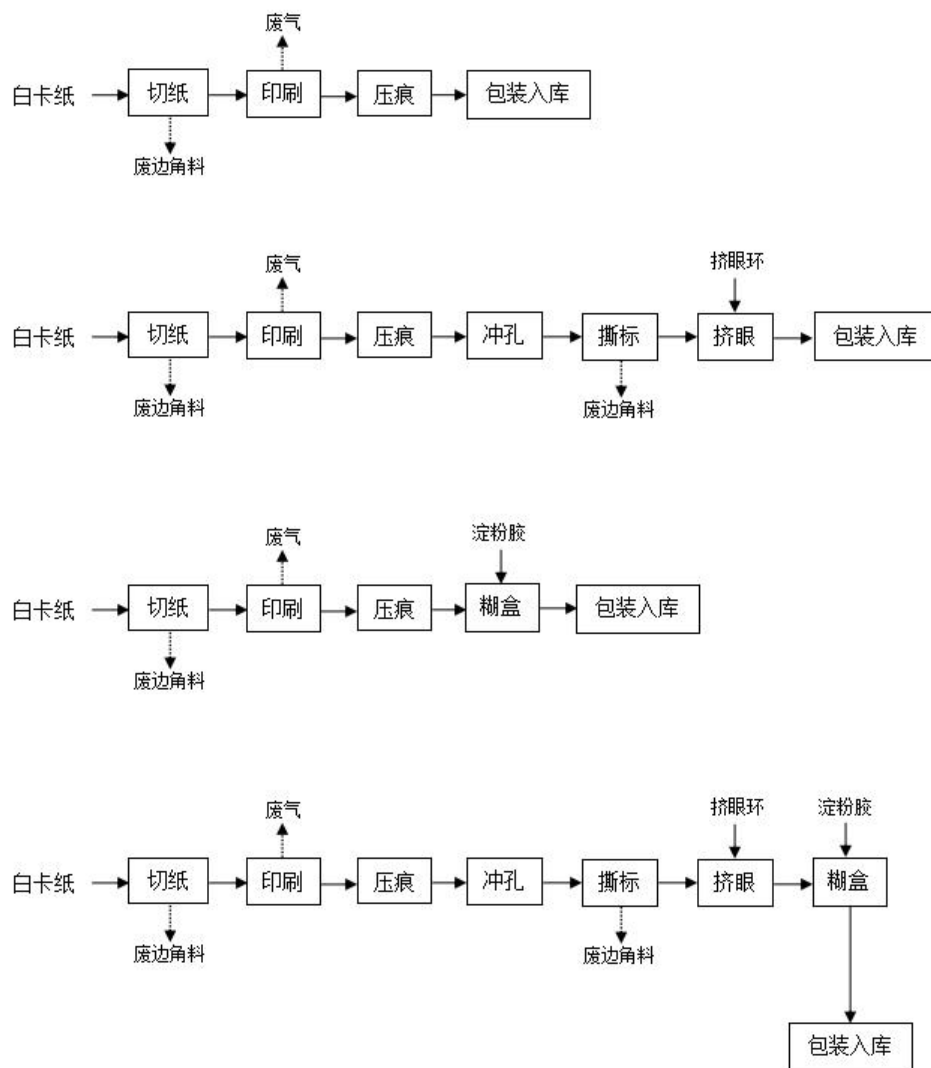 废气
白卡纸 切纸 印刷 压痕 包装入库
废边角料
废气 挤眼环
白卡纸 切纸 印刷 压痕 冲孔 撕标 挤眼 包装入库
废边角料 废边角料
废气 淀粉胶
白卡纸 切纸 印刷 压痕 糊盒 包装入库
废边角料
废气 挤眼环 淀粉胶
白卡纸 切纸 印刷 压痕 冲孔 撕标 挤眼 糊盒
废边角料 废边角料
包装入库